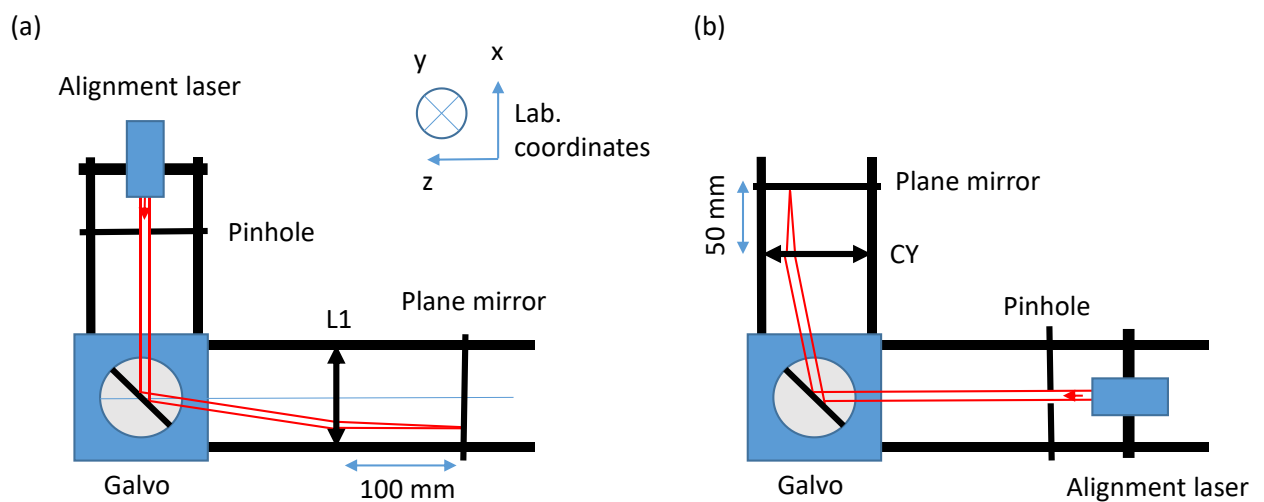 (a)
Alignment laser
y
x
Lab.
coordinates
z
Pinhole
L1
Plane mirror
Galvo
100 mm
(b)
50 mm
Plane mirror
CY
Pinhole
Galvo
Alignment laser